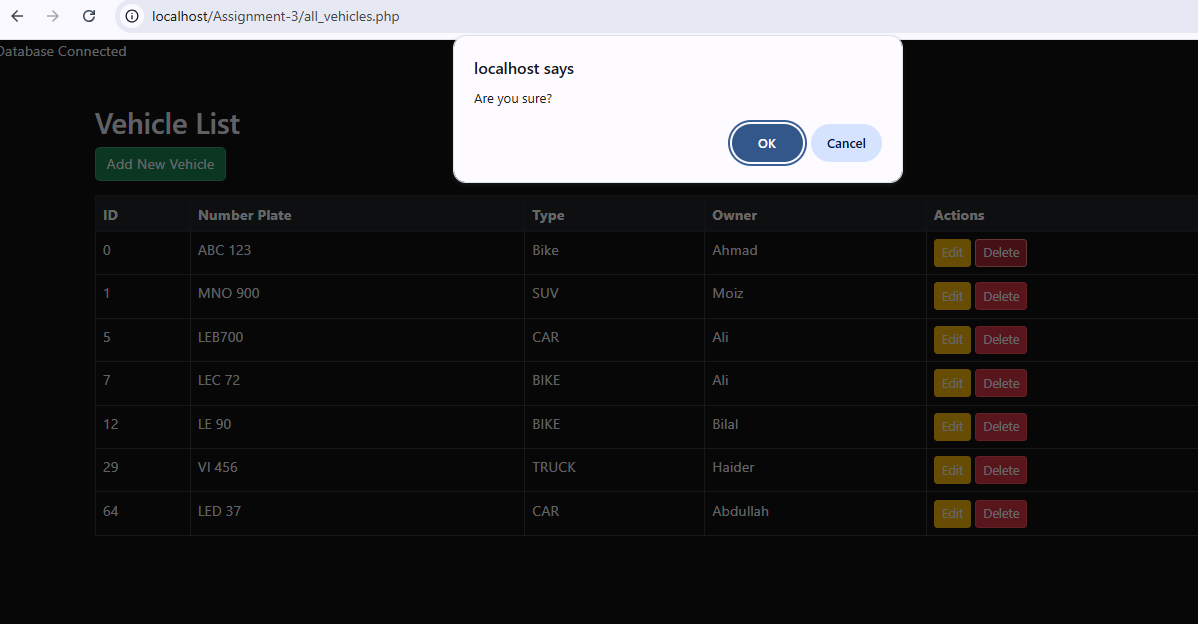 localhost/Assignment-3/all_vehicles.php
Database Connected
localhost says
Are you sure?
OK Cancel
Vehicle List
Add New Vehicle
ID Number Plate Type Owner Actions
0 ABC 123 Bike Ahmad Edit Delete
1 MNO 900 SUV Moiz Edit Delete
5 LEB700 CAR Ali Edit Delete
7 LEC 72 BIKE Ali Edit Delete
12 LE 90 BIKE Bilal Edit Delete
29 VI 456 TRUCK Haider Edit Delete
64 LED 37 CAR Abdullah Edit Delete